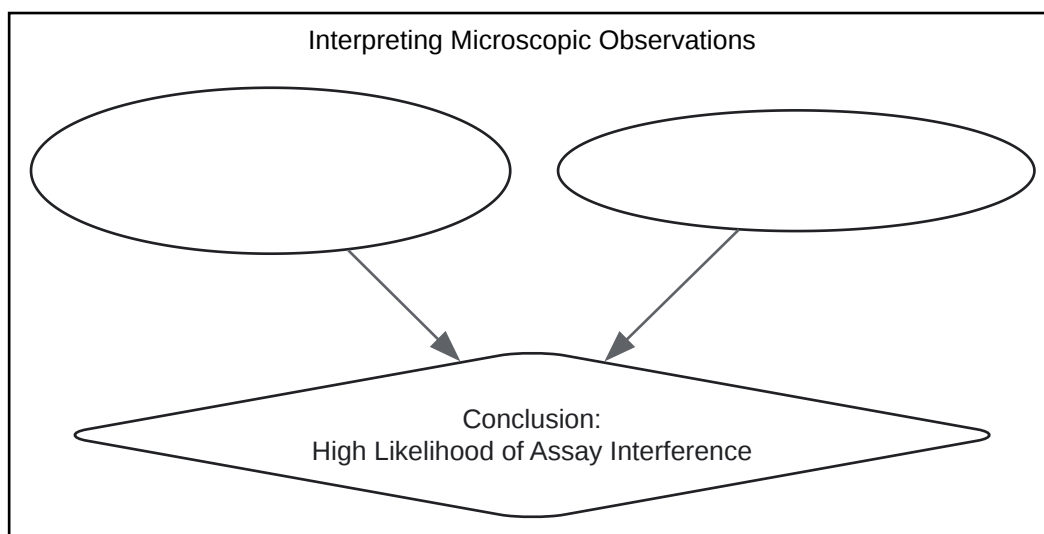 Interpreting Microscopic Observations
Conclusion:
High Likelihood of Assay Interference